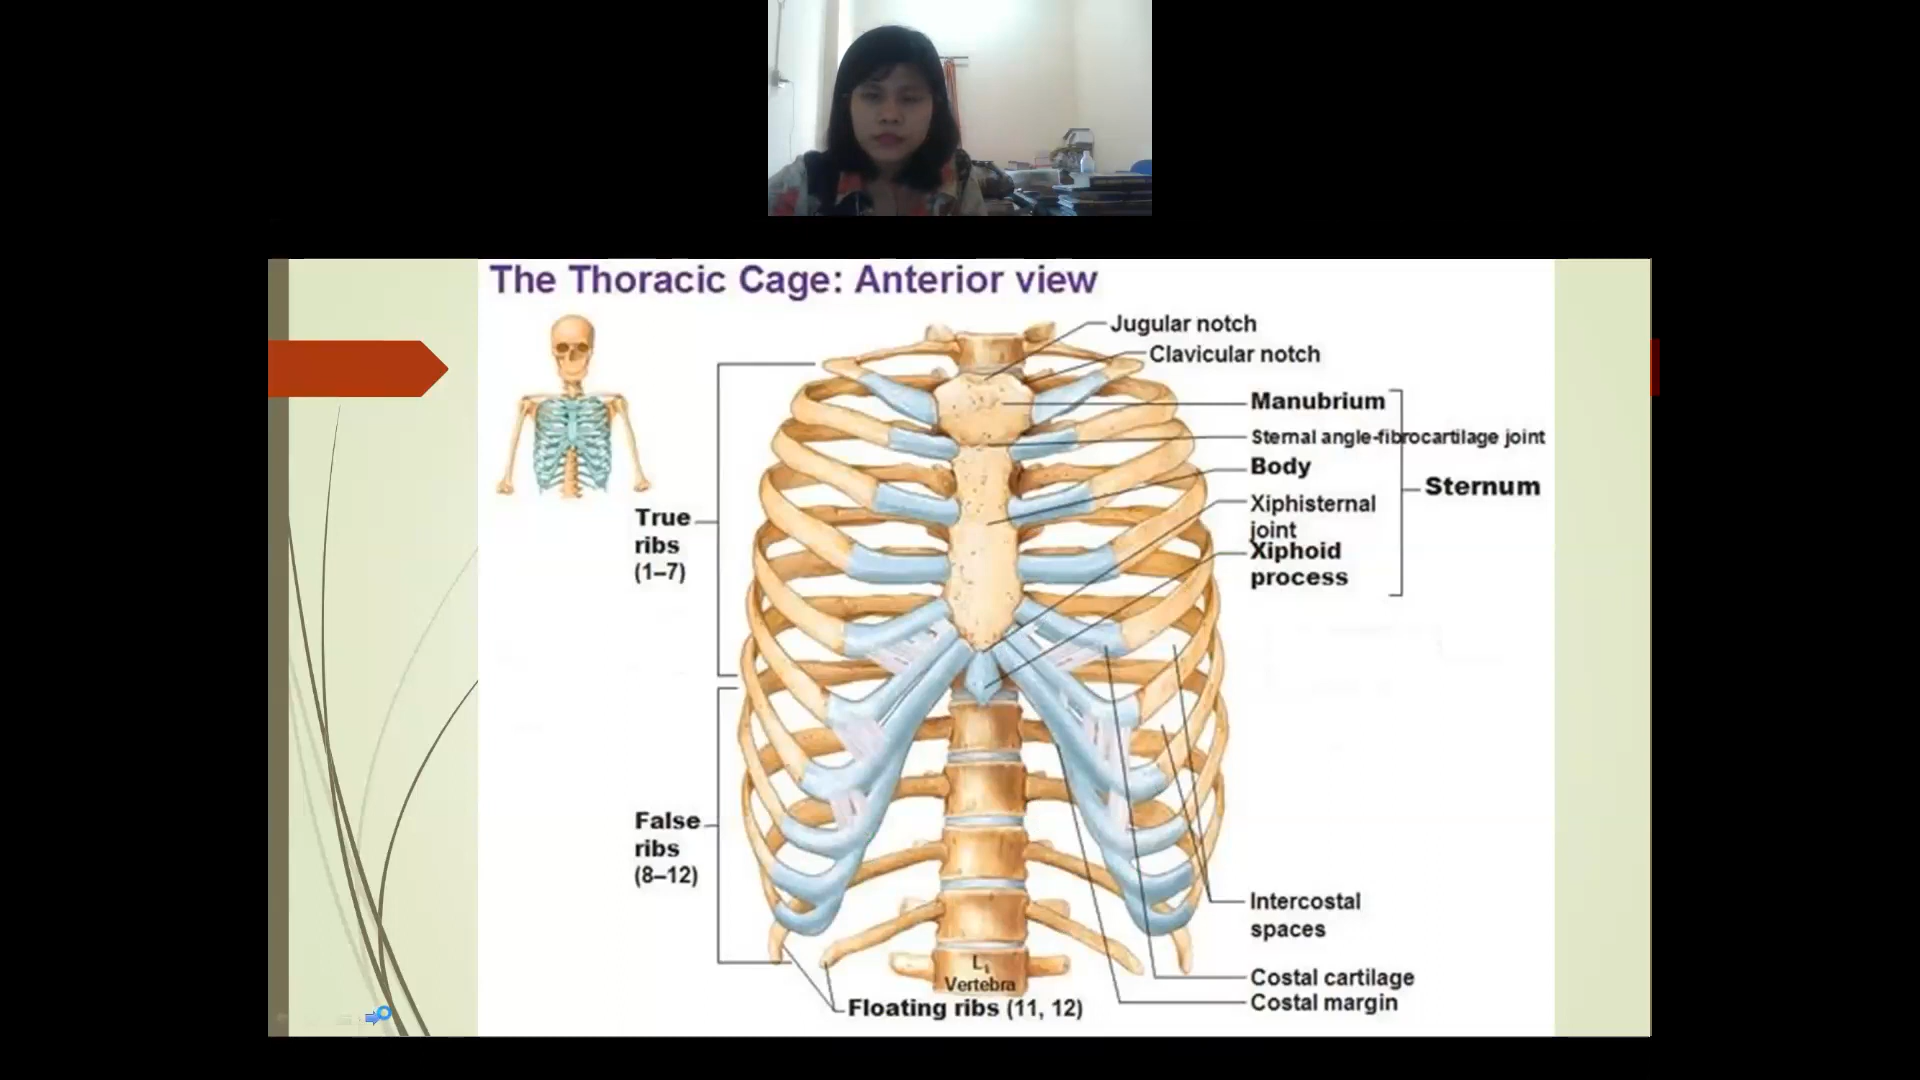 The Thoracic Cage: Anterior view
Jugular notch
Clavicular notch
Manubrium
Sternal angle-fibrocartilage joint
Body
Sternum
Xiphisternal
joint
Xiphoid
process
True
ribs
(1–7)
False
ribs
(8–12)
Intercostal
spaces
L₁
Vertebra
Costal cartilage
Costal margin
Floating ribs (11, 12)